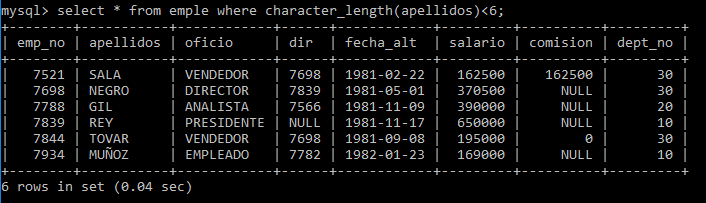 mysql> select * from emple where character_length(apellidos)<6;
+--------+-----------+------------+------+------------+---------+----------+---------+
| emp_no | apellidos | oficio     | dir  | fecha_alt  | salario | comision | dept_no |
+--------+-----------+------------+------+------------+---------+----------+---------+
|   7521 | SALA      | VENDEDOR   | 7698 | 1981-02-22 |  162500 |   162500 |      30 |
|   7698 | NEGRO     | DIRECTOR   | 7839 | 1981-05-01 |  370500 |     NULL |      30 |
|   7788 | GIL       | ANALISTA   | 7566 | 1981-11-09 |  390000 |     NULL |      20 |
|   7839 | REY       | PRESIDENTE | NULL | 1981-11-17 |  650000 |     NULL |      10 |
|   7844 | TOVAR     | VENDEDOR   | 7698 | 1981-09-08 |  195000 |        0 |      30 |
|   7934 | MUÑOZ     | EMPLEADO   | 7782 | 1982-01-23 |  169000 |     NULL |      10 |
+--------+-----------+------------+------+------------+---------+----------+---------+
6 rows in set (0.04 sec)